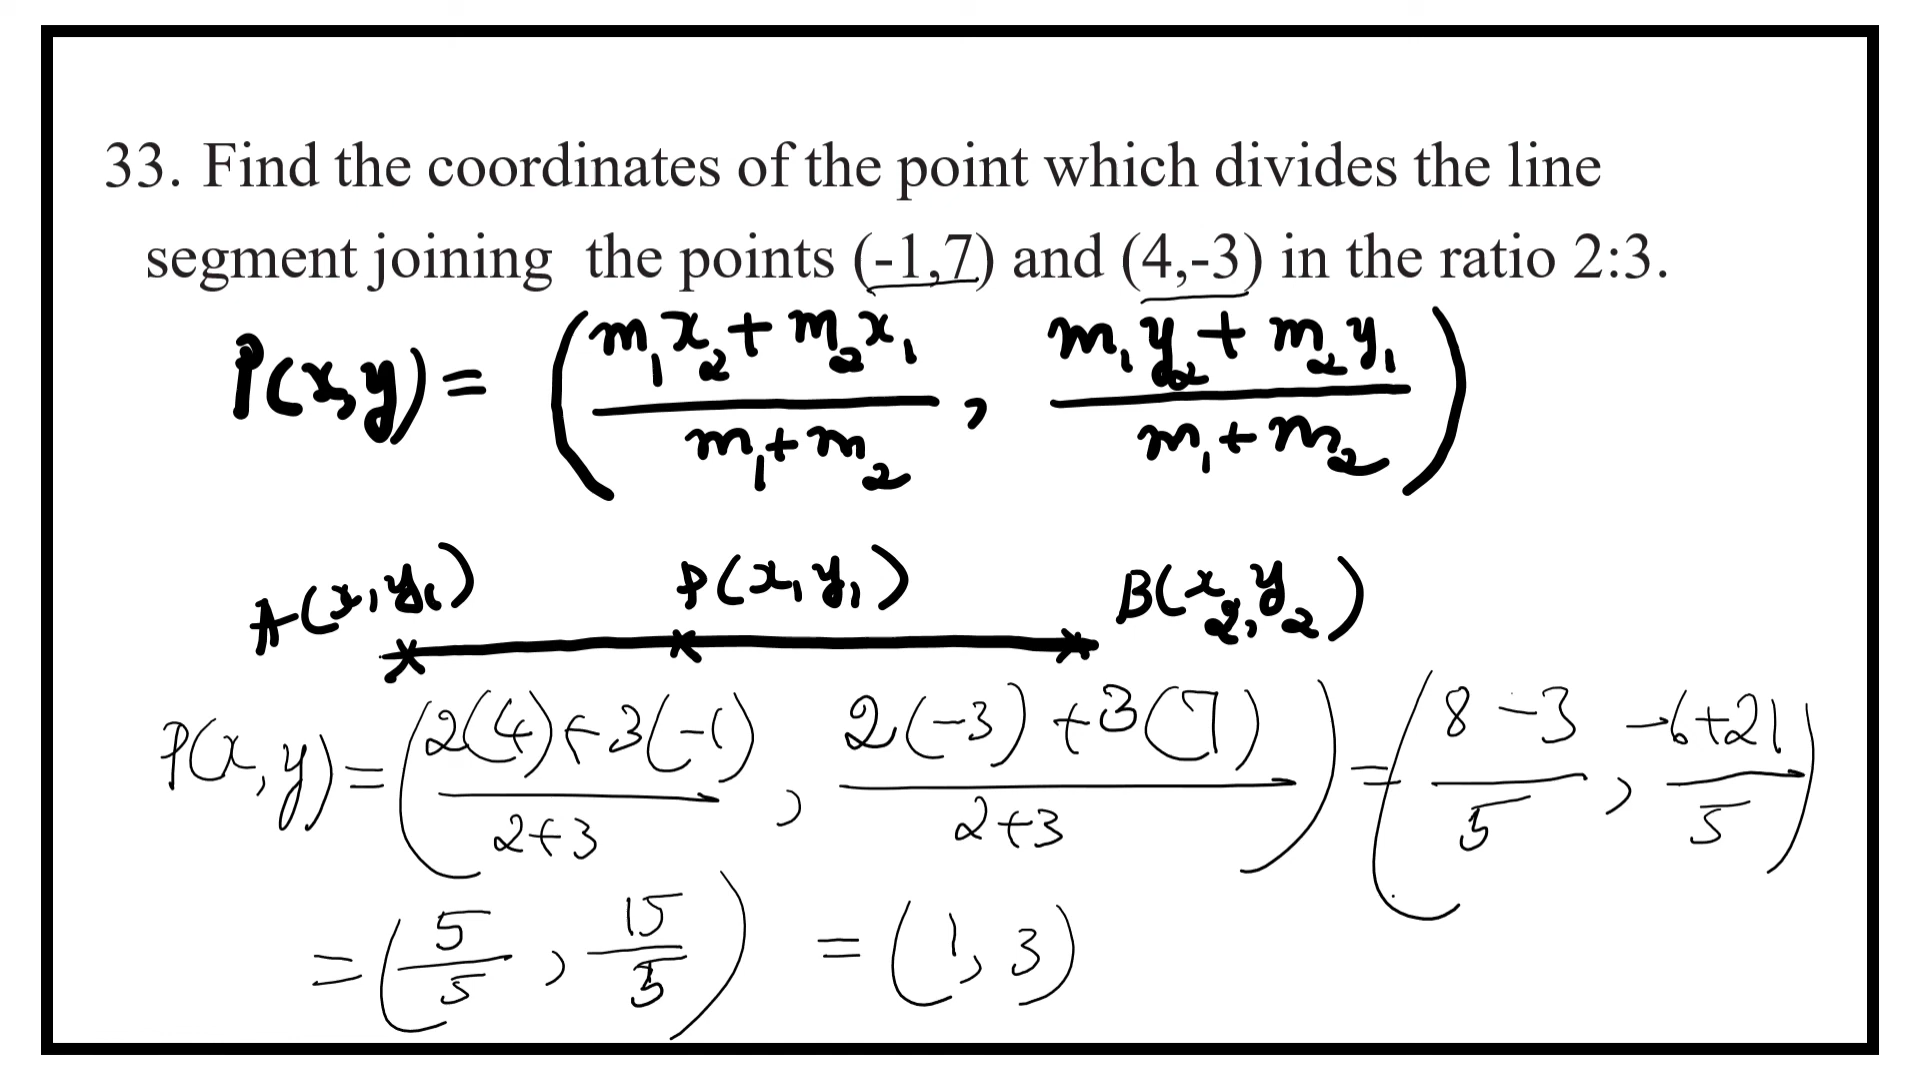 33. Find the coordinates of the point which divides the line
segment joining the points (-1,7) and (4,-3) in the ratio 2:3.
P(x,y) = ( (m₁x₂ + m₂x₁)/(m₁+m₂) , (m₁y₂ + m₂y₁)/(m₁+m₂) )
A(x₁y₁) P(x₁y₁) B(x₂,y₂)
P(x,y) = ( (2(4)+3(-1))/(2+3) , (2(-3)+3(7))/(2+3) ) = ( (8-3)/5 , (-6+21)/5 )
= ( 5/5 , 15/5 ) = (1,3)